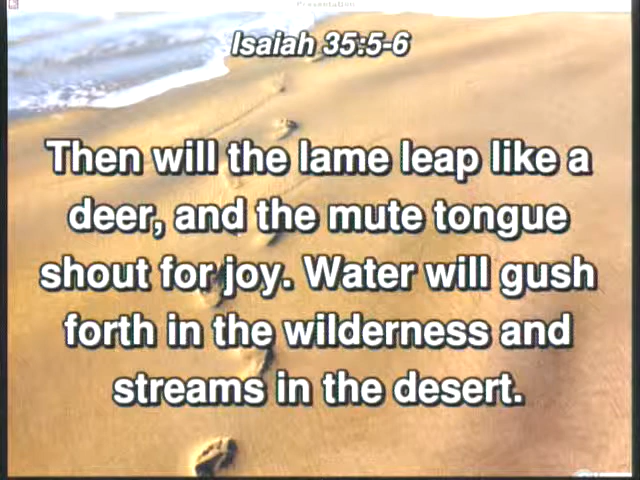 Presentation
Isaiah 35:5-6
Then will the lame leap like a
deer, and the mute tongue
shout for joy. Water will gush
forth in the wilderness and
streams in the desert.